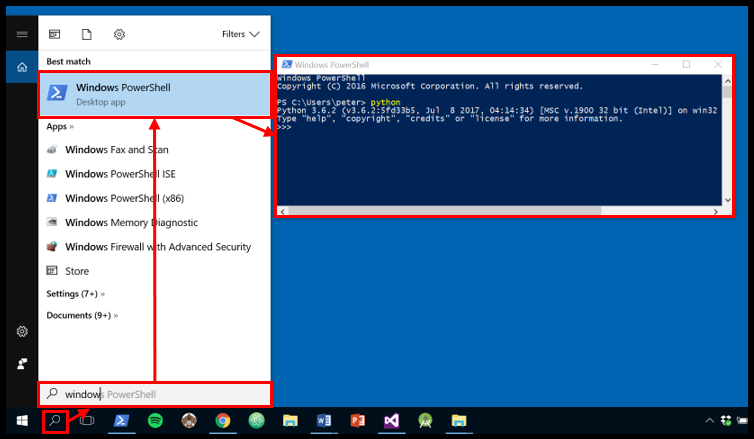 Filters
Best match
Windows PowerShell
Desktop app
Apps »
Windows Fax and Scan
Windows PowerShell ISE
Windows PowerShell (x86)
Windows Memory Diagnostic
Windows Firewall with Advanced Security
Store
Settings (7+) »
Documents (9+) »
windows PowerShell
Windows PowerShell
Windows PowerShell
Copyright (C) 2016 Microsoft Corporation. All rights reserved.
PS C:\Users\peter> python
Python 3.6.2 (v3.6.2:5fd33b5, Jul  8 2017, 04:14:34) [MSC v.1900 32 bit (Intel)] on win32
Type "help", "copyright", "credits" or "license" for more information.
>>>